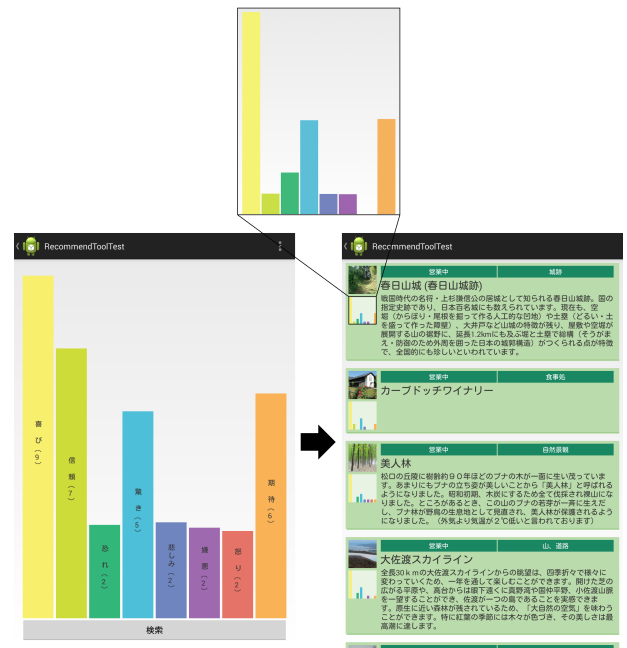 RecommendToolTest
喜び(9)
信頼(7)
恐れ(2)
驚き(5)
悲しみ(2)
嫌悪(2)
怒り(2)
期待(6)
検索
RecommendToolTest
営業中 城跡
春日山城 (春日山城跡)
戦国時代の名将・上杉謙信公の居城として知られる春日山城跡。国の
指定史跡であり、日本百名城にも数えられています。現在も、空
堀（からぼり・尾根を掘って作る人工的な凹地）や土塁（どるい・土
を盛って作った障壁）、大井戸など山城の特徴が残り、屋敷や空堀が
展開する山の裾野に、延長1.2kmにも及ぶ堀と土塁で総構（そうがま
え・防御のため外周を囲った日本の城郭構造）がつくられる点が特徴
で、全国的にも珍しいといわれています。
営業中 食事処
カーブドッチワイナリー
営業中 自然景観
美人林
松口の丘陵に樹齢約９０年ほどのブナの木が一面に生い茂っていま
す。あまりにもブナの立ち姿が美しいことから「美人林」と呼ばれる
ようになりました。昭和初期、木炭にするため全て伐採され裸山にな
りました。ところがあるとき、この山のブナの若芽が一斉に生えだ
し、ブナ林が野鳥の生息地として見直され、美人林が保護されるよう
になりました。（外気より気温が２℃低いと言われております）
営業中 山、道路
大佐渡スカイライン
全長30ｋｍの大佐渡スカイラインからの眺望は、四季折々で様々に
変わっていくため、一年を通して楽しむことができます。開けた芝の
広がる平原や、高台からは眼下遠くに真野湾や国仲平野、小佐渡山脈
を一望することができ、佐渡が一つの島であることを実感できま
す。原生に近い森林が残されているため、「大自然の空気」を味わう
ことができます。特に紅葉の季節には木々が色づき、その美しさは最
高潮に達します。